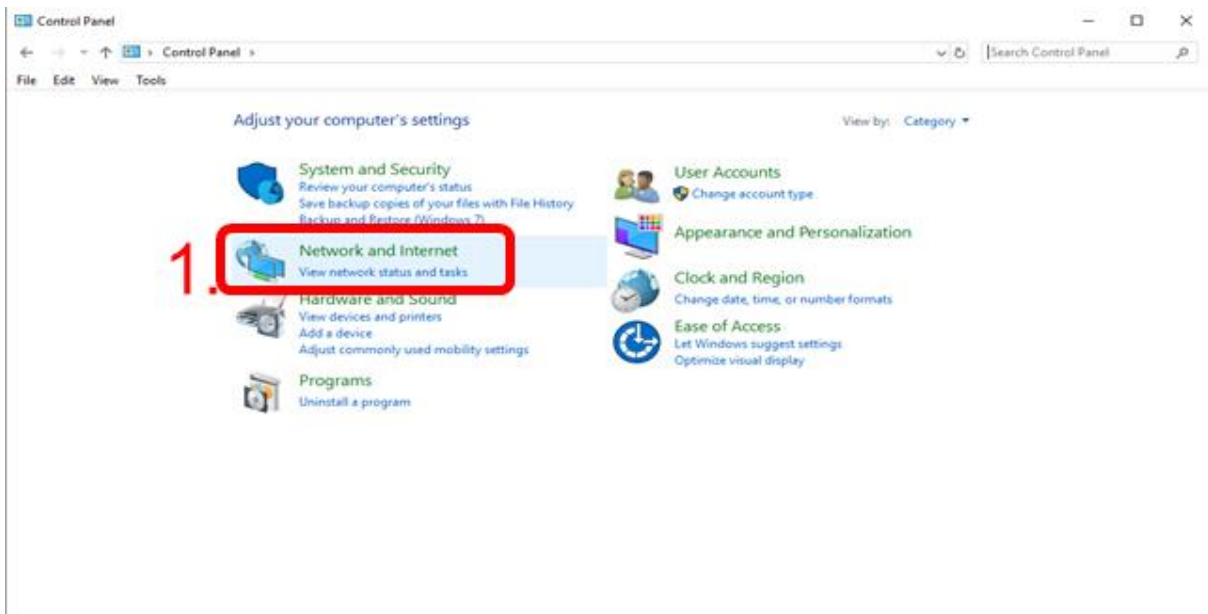 Control Panel
Control Panel
Search Control Panel
File Edit View Tools
Adjust your computer's settings
View by: Category
System and Security
Review your computer's status
Save backup copies of your files with File History
Backup and Restore (Windows 7)
1.
Network and Internet
View network status and tasks
Hardware and Sound
View devices and printers
Add a device
Adjust commonly used mobility settings
Programs
Uninstall a program
User Accounts
Change account type
Appearance and Personalization
Clock and Region
Change date, time, or number formats
Ease of Access
Let Windows suggest settings
Optimize visual display